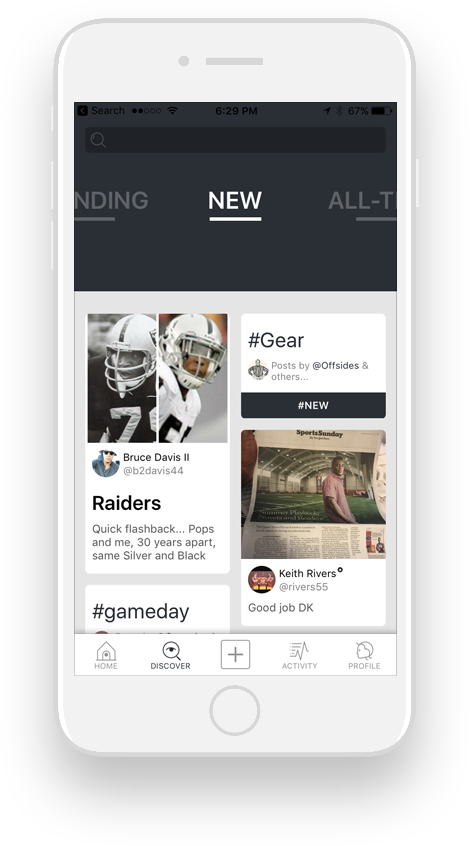 Search 6:29 PM 67%
NDING NEW ALL-T
Bruce Davis II
@b2davis44
Raiders
Quick flashback... Pops
and me, 30 years apart,
same Silver and Black
#gameday
#Gear
Posts by @Offsides &
others...
#NEW
SportsSunday
Keith Rivers
@rivers55
Good job DK
HOME DISCOVER ACTIVITY PROFILE